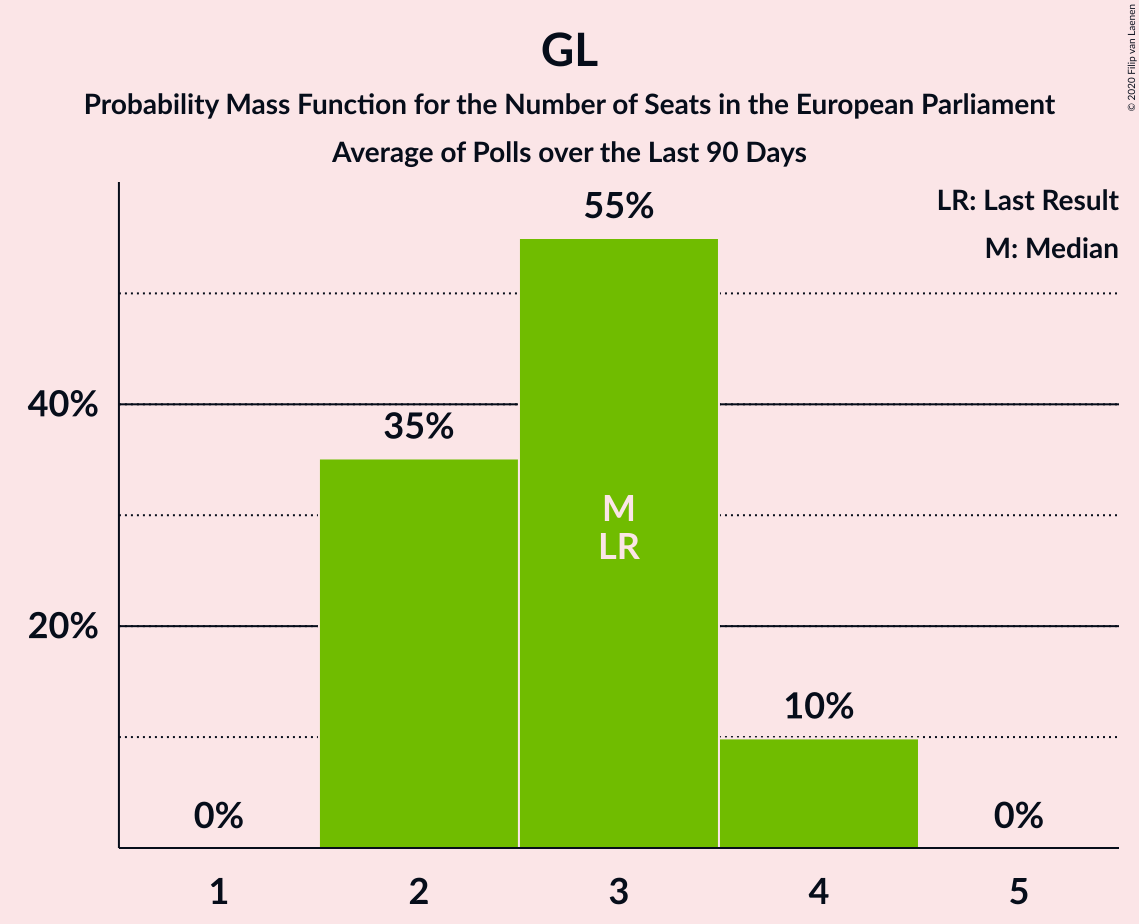 GL
Probability Mass Function for the Number of Seats in the European Parliament
Average of Polls over the Last 90 Days
© 2020 Filip van Laenen
LR: Last Result
M: Median
55%
40%
35%
M
LR
20%
10%
0%
0%
1 2 3 4 5